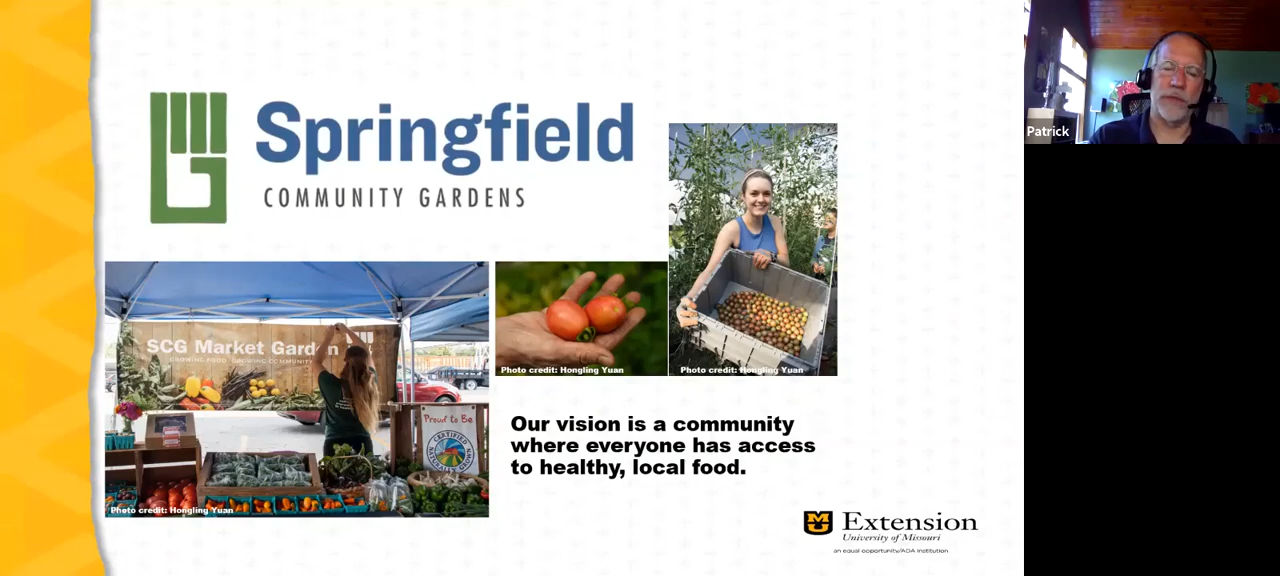 Springfield
COMMUNITY GARDENS
Patrick
SCG Market Garden
GROWING FOOD. GROWING COMMUNITY
Proud to Be
CERTIFIED
NATURALLY
GROWN
Photo credit: Hongling Yuan
Photo credit: Hongling Yuan
Photo credit: Hongling Yuan
Our vision is a community
where everyone has access
to healthy, local food.
Extension
University of Missouri
an equal opportunity/ADA institution